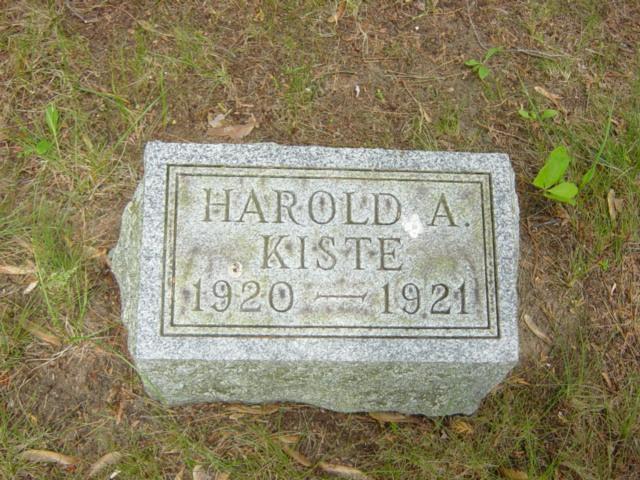 HAROLD A.
KISTE
1920 — 1921